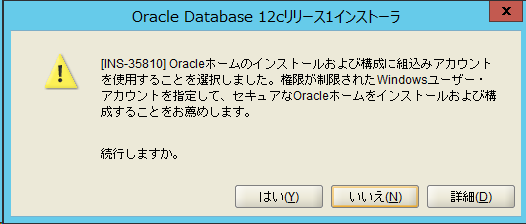 Oracle Database 12cリリース1インストーラ
x
[INS-35810] Oracleホームのインストールおよび構成に組込みアカウント
を使用することを選択しました。権限が制限されたWindowsユーザー・
アカウントを指定して、セキュアなOracleホームをインストールおよび構
成することをお薦めします。
続行しますか。
はい(Y)
いいえ(N)
詳細(D)